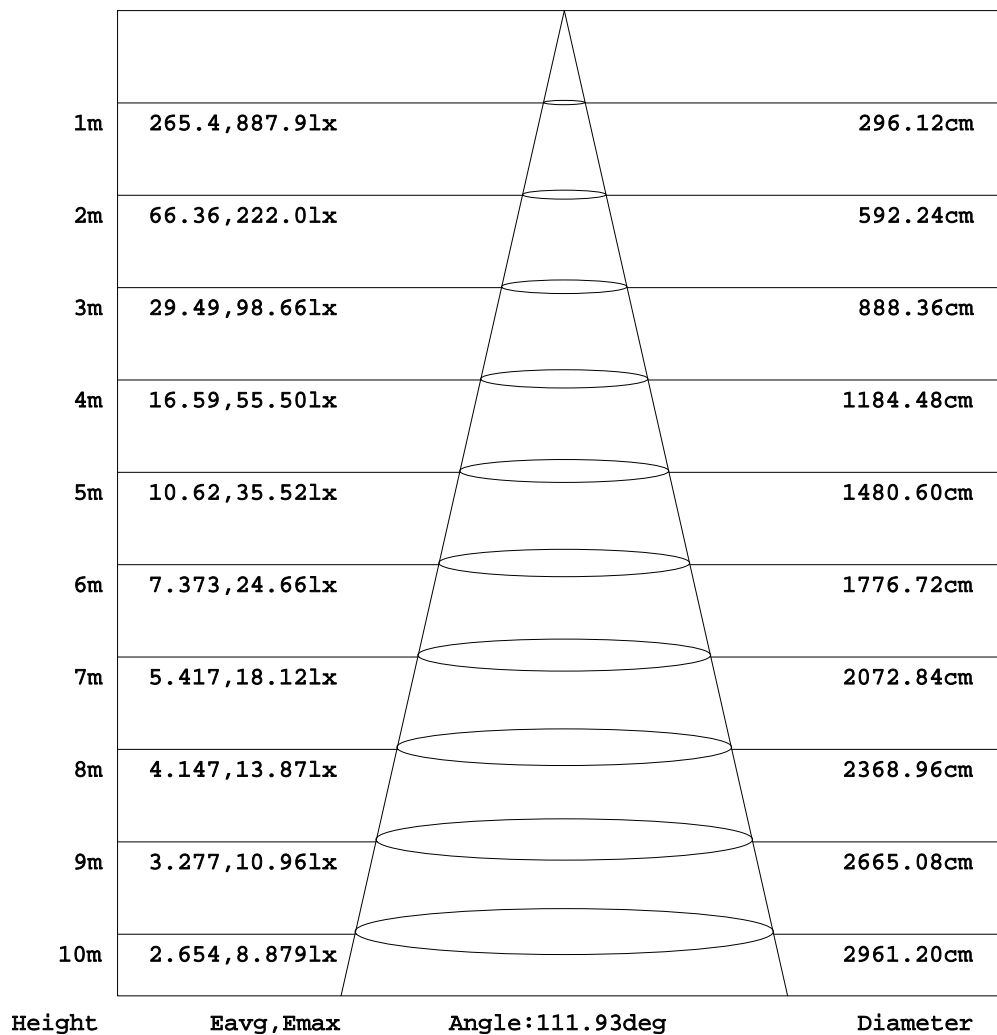 1m 265.4,887.9lx 296.12cm
2m 66.36,222.0lx 592.24cm
3m 29.49,98.66lx 888.36cm
4m 16.59,55.50lx 1184.48cm
5m 10.62,35.52lx 1480.60cm
6m 7.373,24.66lx 1776.72cm
7m 5.417,18.12lx 2072.84cm
8m 4.147,13.87lx 2368.96cm
9m 3.277,10.96lx 2665.08cm
10m 2.654,8.879lx 2961.20cm
Height Eavg,Emax Angle:111.93deg Diameter